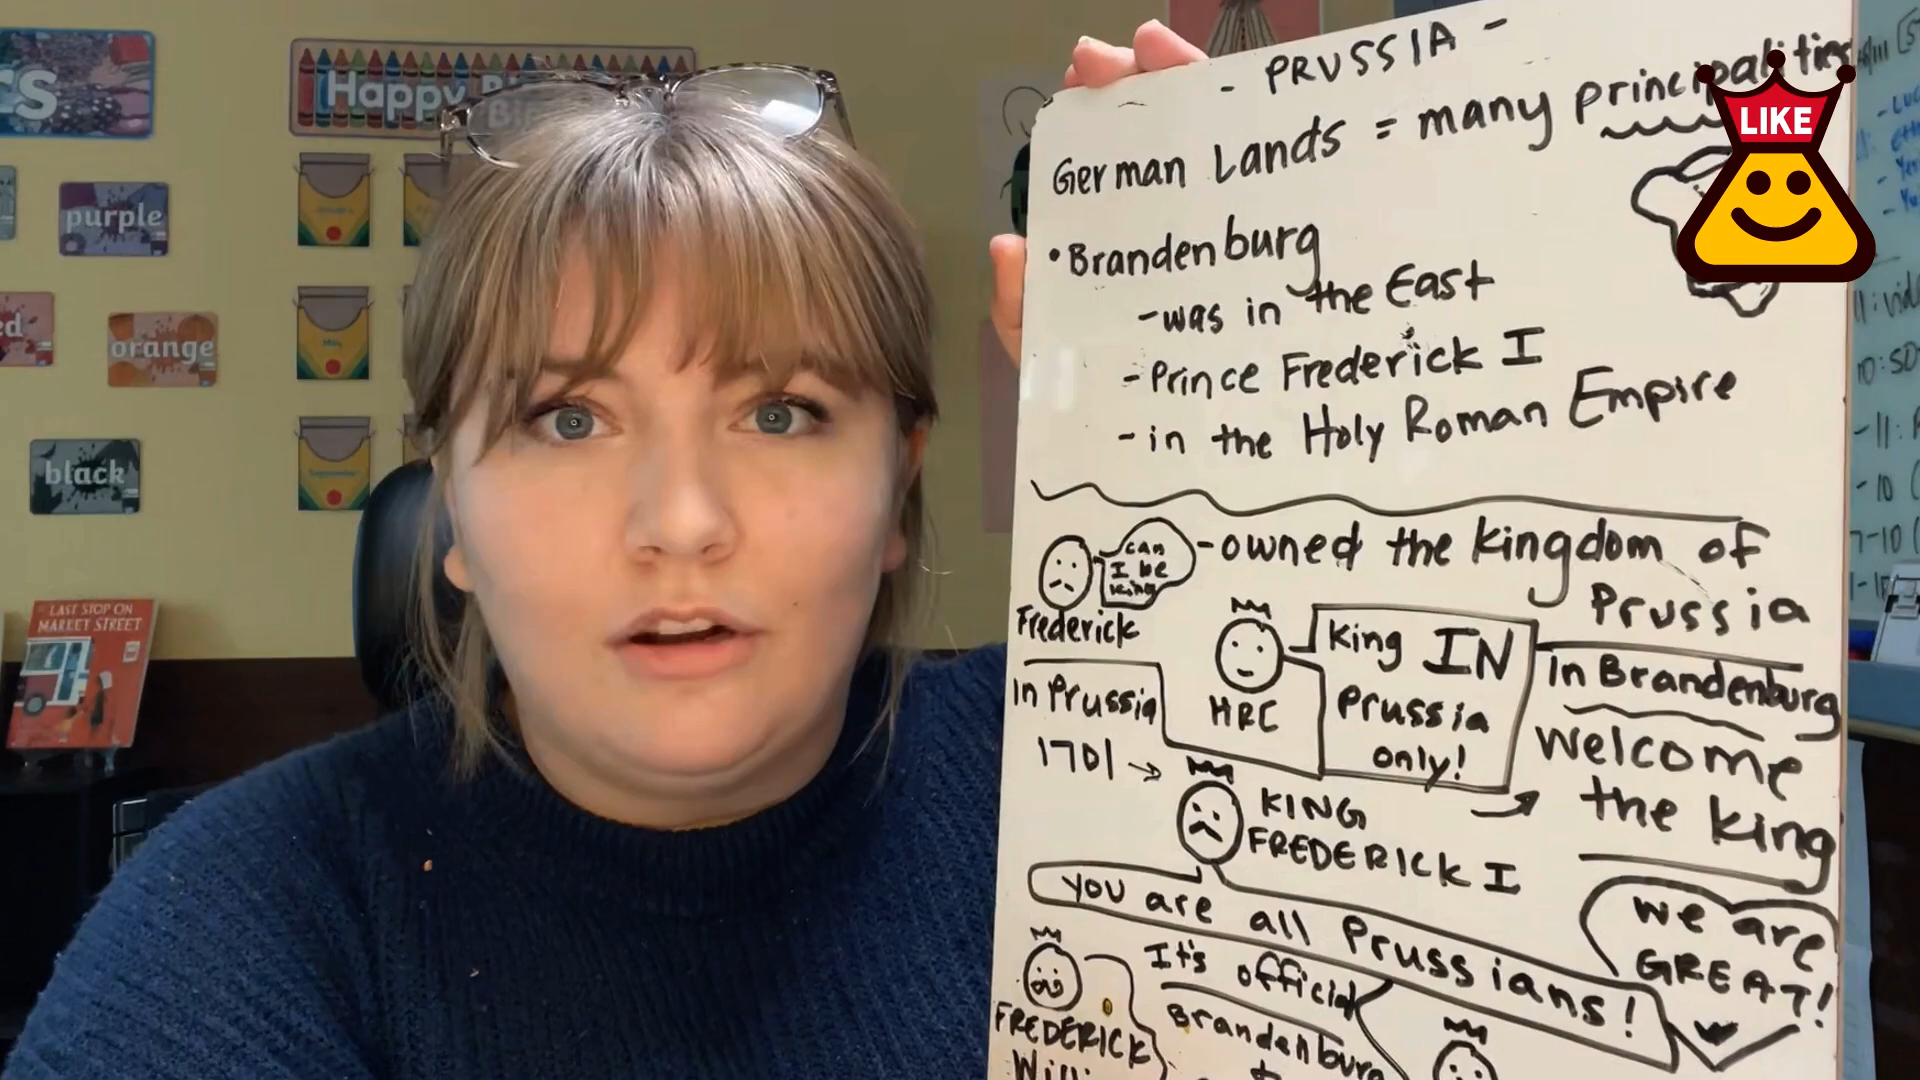 - PRUSSIA -
German Lands = many principalities
• Brandenburg
- was in the East
- Prince Frederick I
- in the Holy Roman Empire
- owned the kingdom of
Prussia
can
I be
king
Frederick
in Prussia
1701 →
HRE
King IN
Prussia
only!
in Brandenburg
Welcome
the king
KING
FREDERICK I
you are all Prussians!
we are
GREAT!
It's official
Brandenburg
FREDERICK
LIKE
Happy
purple
orange
black
LAST STOP ON
MARKET STREET